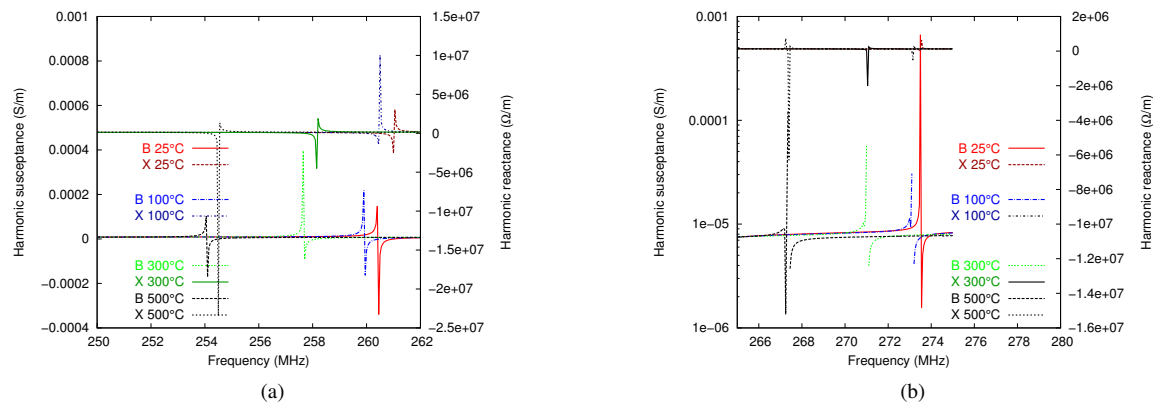 0.001
0.0008
0.0006
0.0004
0.0002
0
−0.0002
−0.0004
250
252
254
256
258
260
262
1.5e+07
1e+07
5e+06
0
−5e+06
−1e+07
−1.5e+07
−2e+07
−2.5e+07
Harmonic susceptance (S/m)
Harmonic reactance (Ω/m)
Frequency (MHz)
B 25°C
X 25°C
B 100°C
X 100°C
B 300°C
X 300°C
B 500°C
X 500°C
(a)
0.001
0.0001
1e−05
1e−06
266
268
270
272
274
276
278
280
2e+06
0
−2e+06
−4e+06
−6e+06
−8e+06
−1e+07
−1.2e+07
−1.4e+07
−1.6e+07
Harmonic susceptance (S/m)
Harmonic reactance (Ω/m)
Frequency (MHz)
B 25°C
X 25°C
B 100°C
X 100°C
B 300°C
X 300°C
B 500°C
X 500°C
(b)